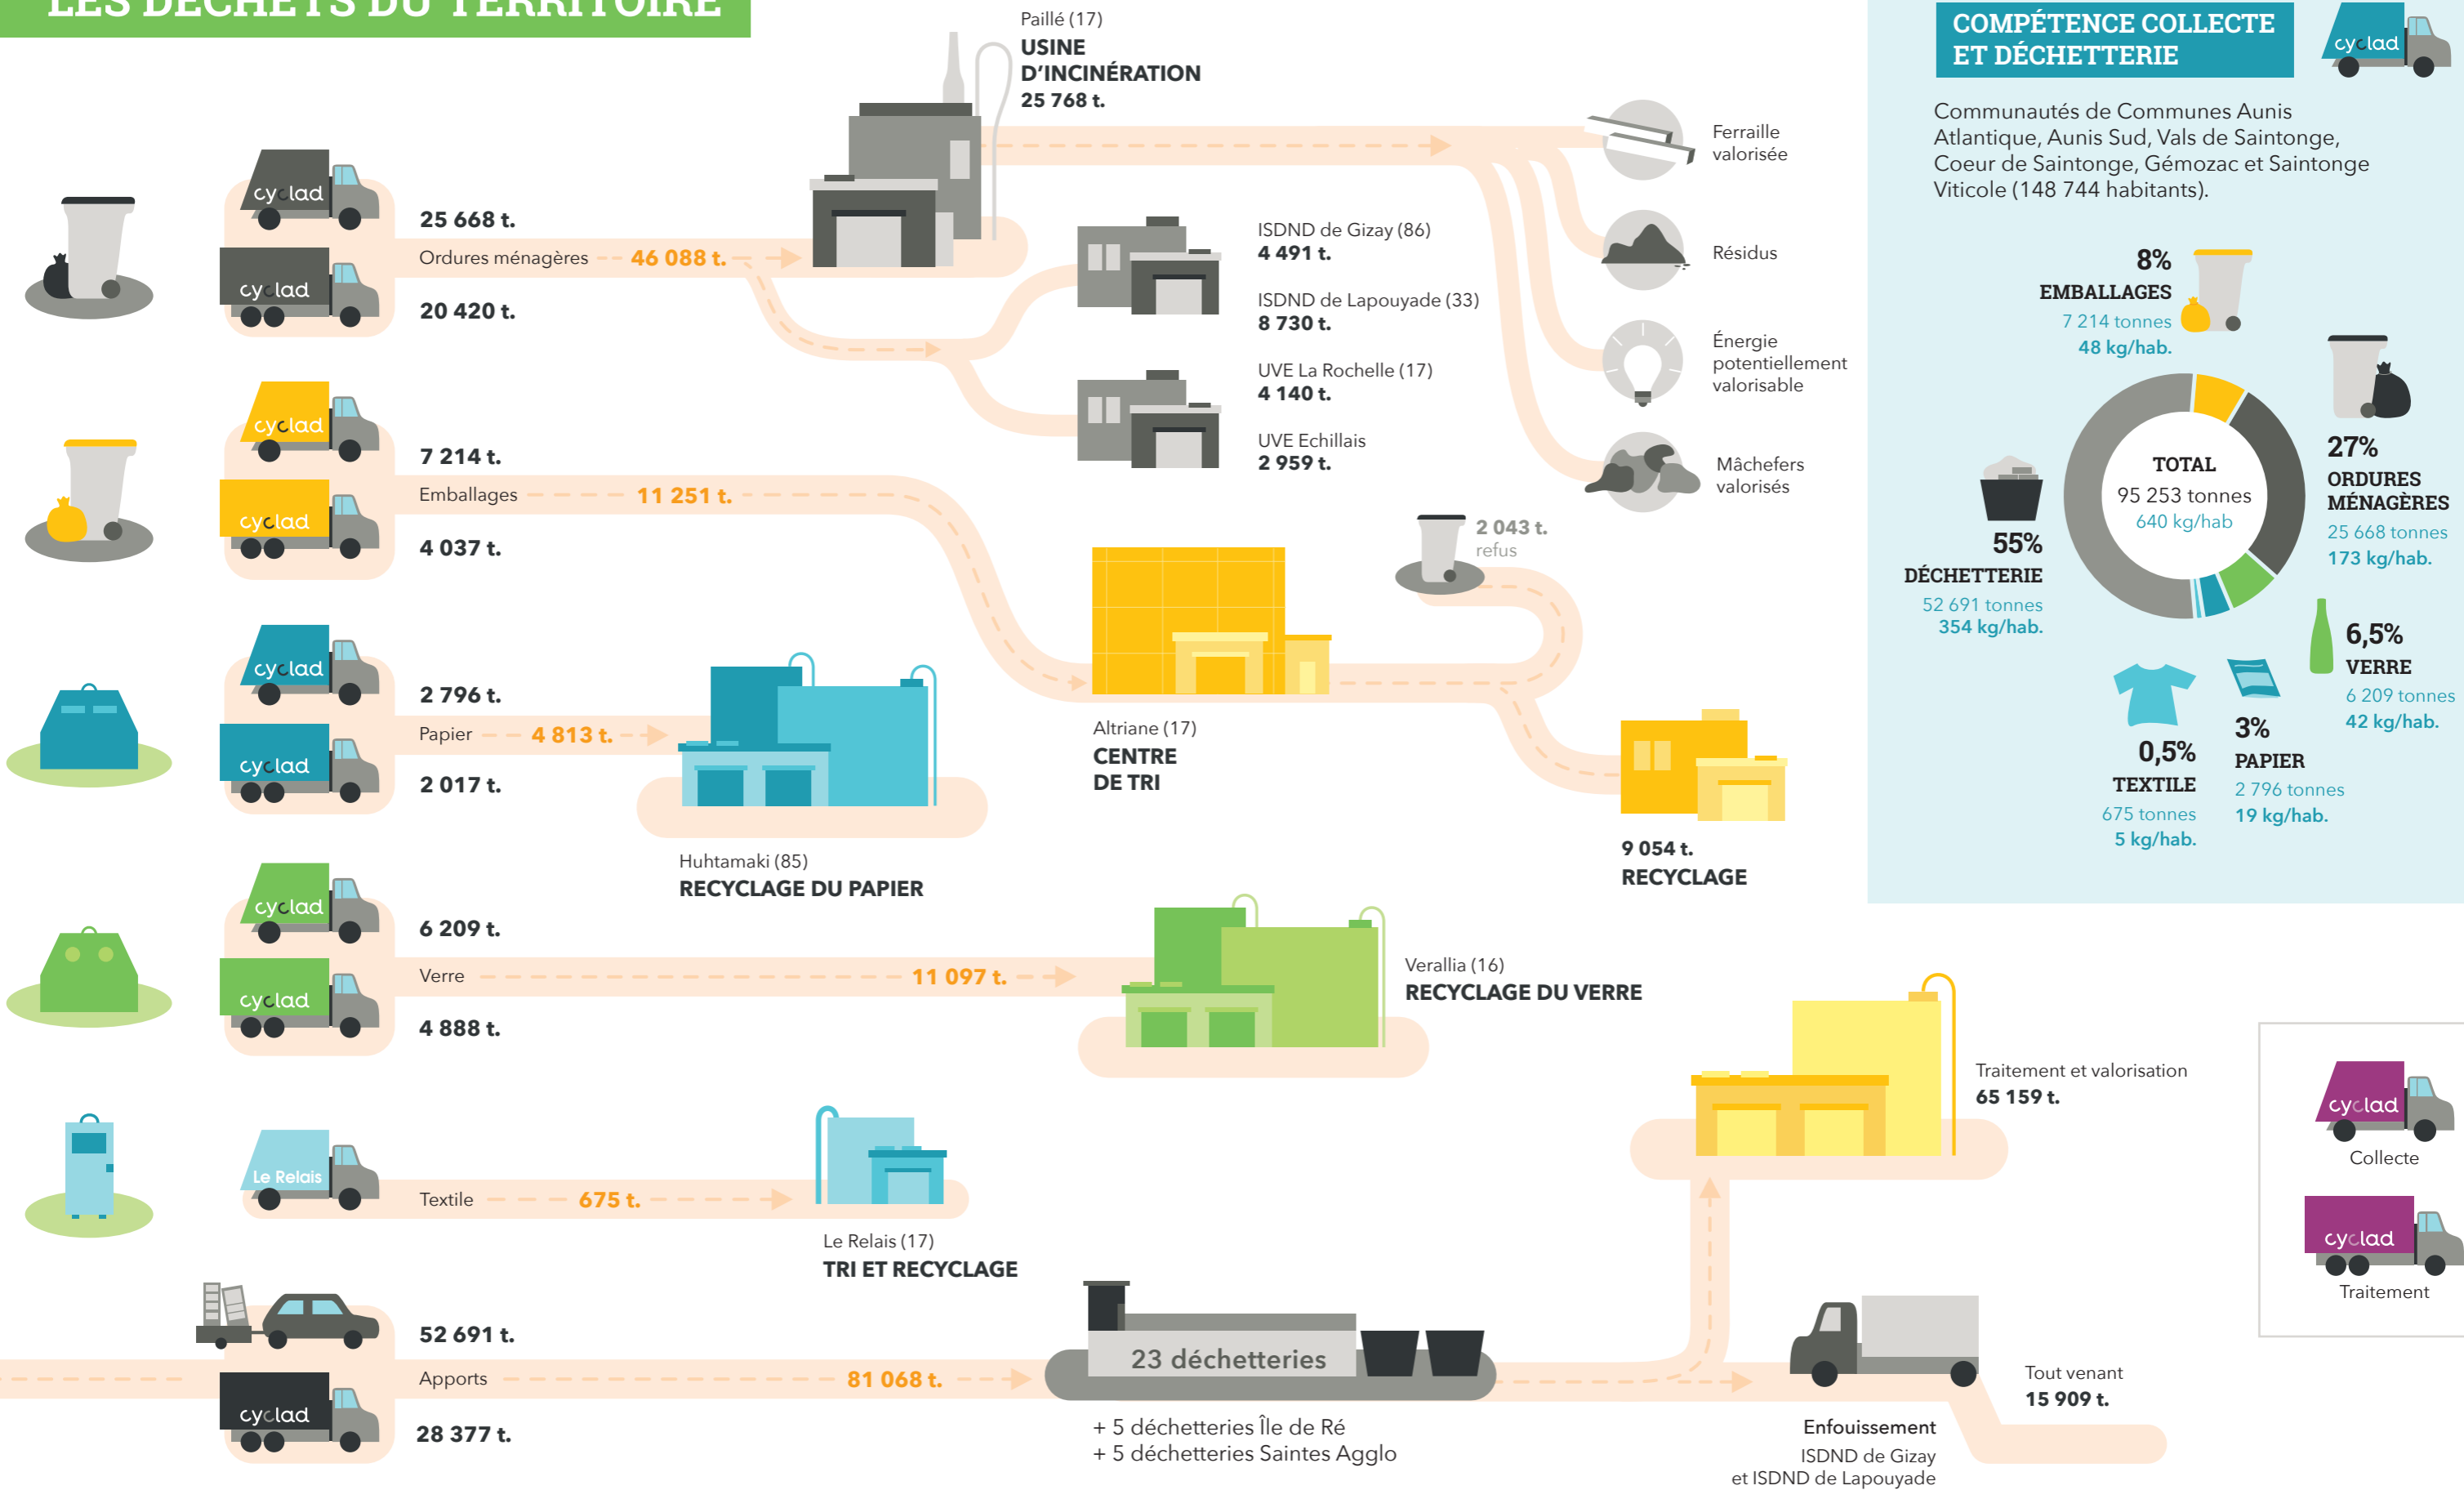 LES DÉCHETS DU TERRITOIRE
Paillé (17)
USINE
D'INCINÉRATION
25 768 t.
cyclad
25 668 t.
Ordures ménagères
46 088 t.
cyclad
20 420 t.
ISDND de Gizay (86)
4 491 t.
ISDND de Lapouyade (33)
8 730 t.
UVE La Rochelle (17)
4 140 t.
UVE Echillais
2 959 t.
Ferraille
valorisée
Résidus
Énergie
potentiellement
valorisable
Mâchefers
valorisés
cyclad
7 214 t.
Emballages
11 251 t.
cyclad
4 037 t.
2 043 t.
refus
Altriane (17)
CENTRE
DE TRI
9 054 t.
RECYCLAGE
cyclad
2 796 t.
Papier
4 813 t.
cyclad
2 017 t.
Huhtamaki (85)
RECYCLAGE DU PAPIER
cyclad
6 209 t.
Verre
11 097 t.
cyclad
4 888 t.
Verallia (16)
RECYCLAGE DU VERRE
Le Relais
Textile
675 t.
Le Relais (17)
TRI ET RECYCLAGE
52 691 t.
Apports
81 068 t.
cyclad
28 377 t.
23 déchetteries
+ 5 déchetteries Île de Ré
+ 5 déchetteries Saintes Agglo
Traitement et valorisation
65 159 t.
Tout venant
15 909 t.
Enfouissement
ISDND de Gizay
et ISDND de Lapouyade
COMPÉTENCE COLLECTE
ET DÉCHETTERIE
cyclad
Communautés de Communes Aunis
Atlantique, Aunis Sud, Vals de Saintonge,
Coeur de Saintonge, Gémozac et Saintonge
Viticole (148 744 habitants).
8%
EMBALLAGES
7 214 tonnes
48 kg/hab.
27%
ORDURES
MÉNAGÈRES
25 668 tonnes
173 kg/hab.
TOTAL
95 253 tonnes
640 kg/hab
55%
DÉCHETTERIE
52 691 tonnes
354 kg/hab.
6,5%
VERRE
6 209 tonnes
42 kg/hab.
3%
PAPIER
2 796 tonnes
19 kg/hab.
0,5%
TEXTILE
675 tonnes
5 kg/hab.
cyclad
Collecte
cyclad
Traitement